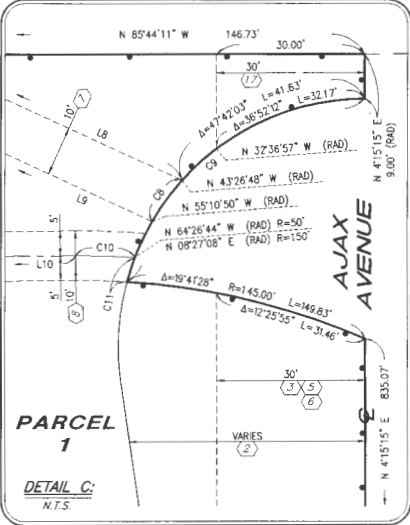 N 85°44'11" W 146.73'
30.00'
30'
17
10'
7
Δ=47°42'03" L=41.63'
Δ=36°52'12" L=32.17'
L8
L9
C9
C8
N 32°36'57" W (RAD)
N 4°15'15" E
9.00' (RAD)
N 43°26'48" W (RAD)
N 55°10'50" W (RAD)
N 64°26'44" W (RAD) R=50'
N 08°27'08" E (RAD) R=150'
5'
C10
L10
5'
10'
8
C11
AJAX
AVENUE
Δ=19°41'28" R=145.00' L=149.83'
Δ=12°25'55" L=31.46'
30'
3 5
6
835.07'
℄
N 4°15'15" E
PARCEL
1
VARIES
2
DETAIL C:
N.T.S.